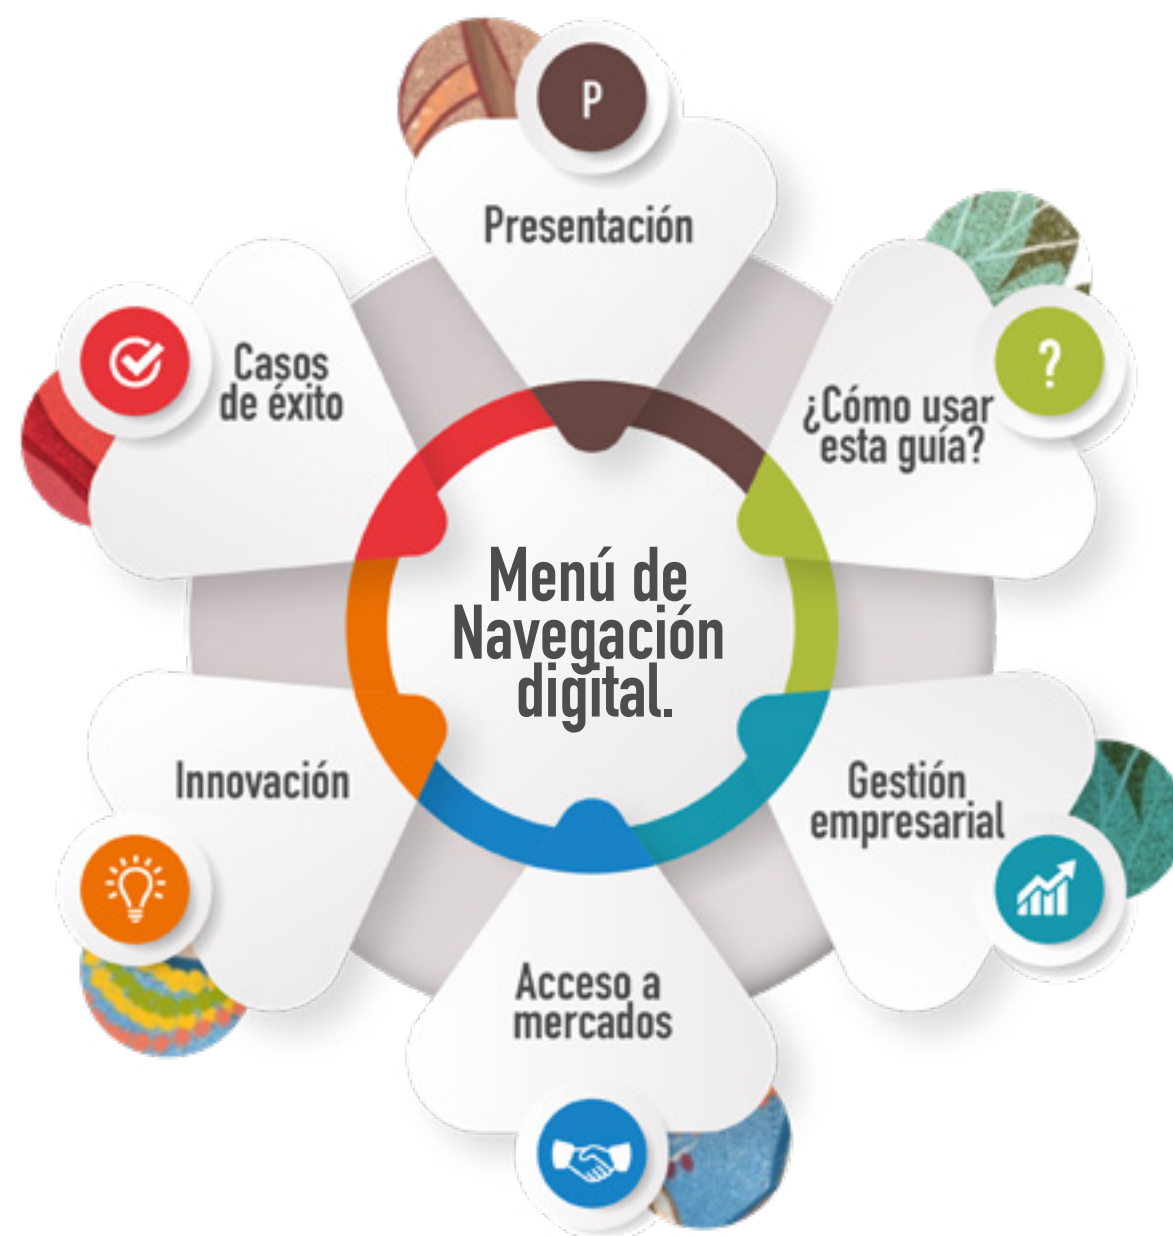 P
Presentación
?
¿Cómo usar
esta guía?
Gestión
empresarial
Acceso a
mercados
Innovación
Casos
de éxito
Menú de
Navegación
digital.